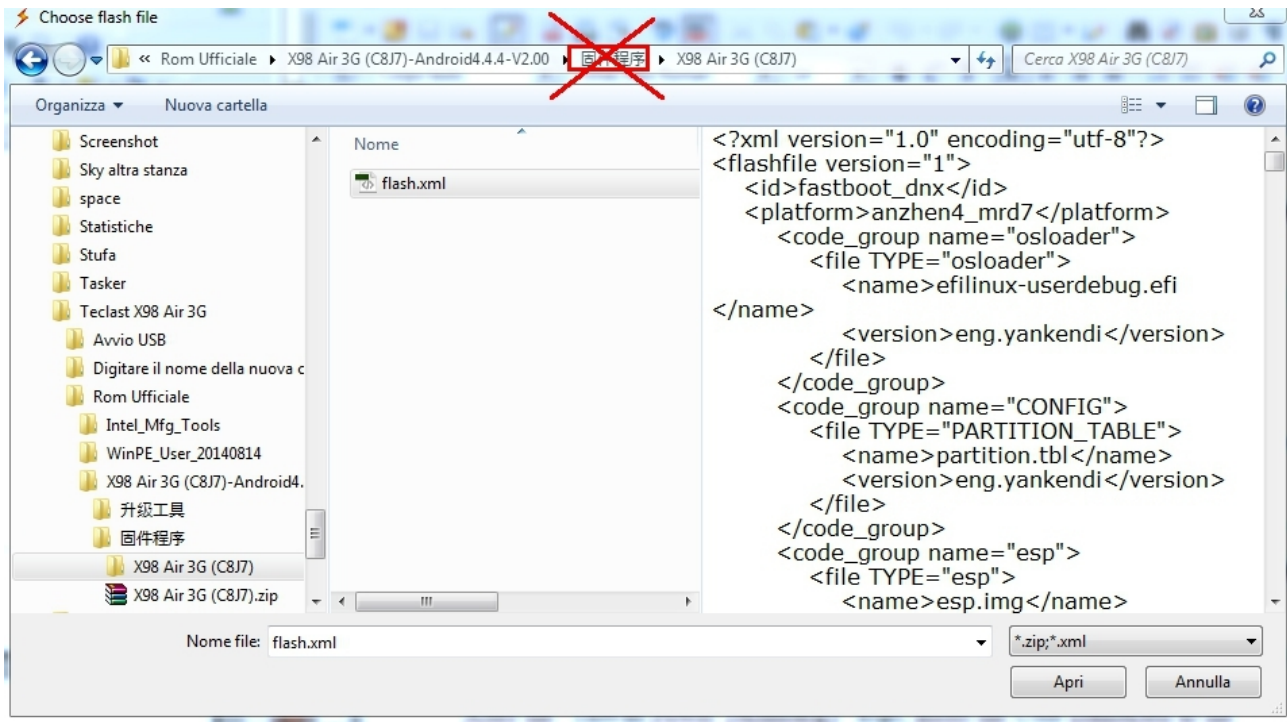 Choose flash file
« Rom Ufficiale ▸ X98 Air 3G (C8J7)-Android4.4.4-V2.00 ▸ 固件程序 ▸ X98 Air 3G (C8J7)
Cerca X98 Air 3G (C8J7)
Organizza
Nuova cartella
Screenshot
Sky altra stanza
space
Statistiche
Stufa
Tasker
Teclast X98 Air 3G
Avvio USB
Digitare il nome della nuova c
Rom Ufficiale
Intel_Mfg_Tools
WinPE_User_20140814
X98 Air 3G (C8J7)-Android4.
升级工具
固件程序
X98 Air 3G (C8J7)
X98 Air 3G (C8J7).zip
Nome
flash.xml
<?xml version="1.0" encoding="utf-8"?>
<flashfile version="1">
<id>fastboot_dnx</id>
<platform>anzhen4_mrd7</platform>
<code_group name="osloader">
<file TYPE="osloader">
<name>efilinux-userdebug.efi
</name>
<version>eng.yankendi</version>
</file>
</code_group>
<code_group name="CONFIG">
<file TYPE="PARTITION_TABLE">
<name>partition.tbl</name>
<version>eng.yankendi</version>
</file>
</code_group>
<code_group name="esp">
<file TYPE="esp">
<name>esp.img</name>
Nome file: flash.xml
*.zip;*.xml
Apri
Annulla